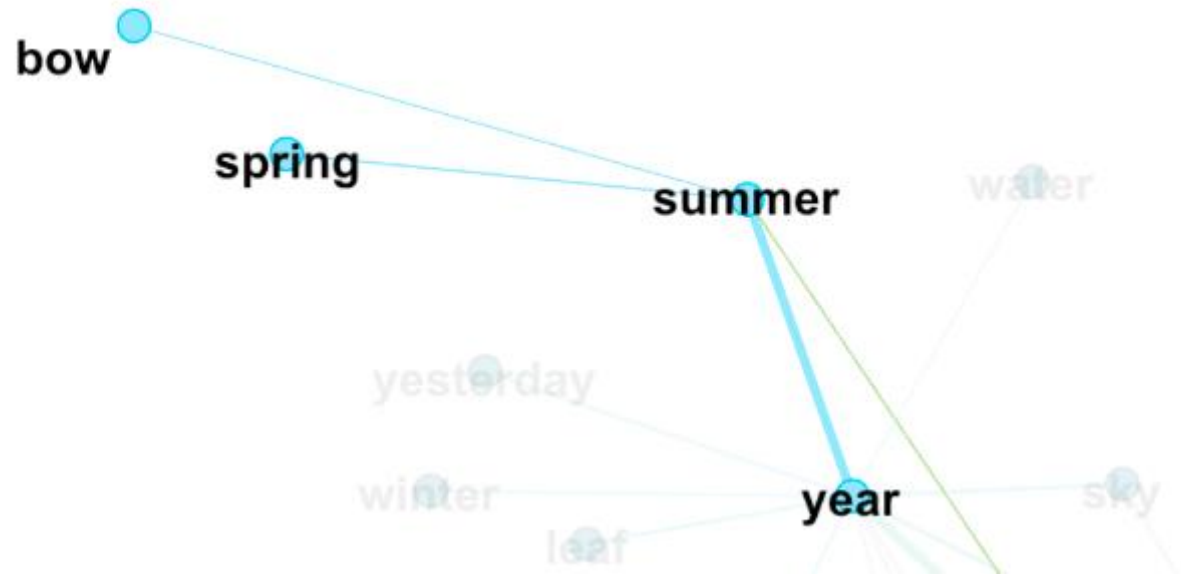 bow
spring
summer
water
yesterday
winter
year
sky
leaf